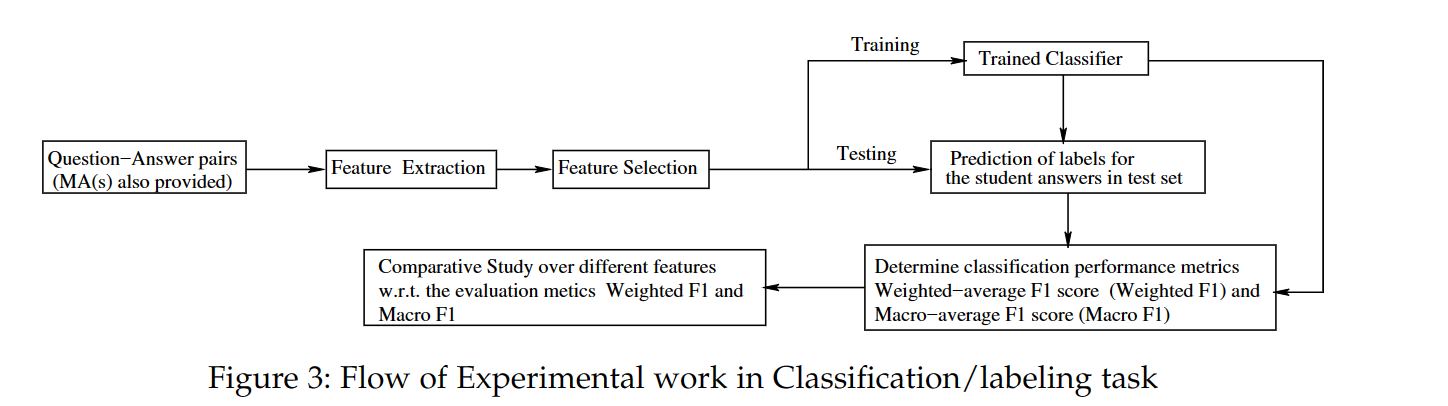 Training
Trained Classifier
Question−Answer pairs
(MA(s) also provided)
Feature Extraction
Feature Selection
Testing
Prediction of labels for
the student answers in test set
Comparative Study over different features
w.r.t. the evaluation metics Weighted F1 and
Macro F1
Determine classification performance metrics
Weighted−average F1 score (Weighted F1) and
Macro−average F1 score (Macro F1)
Figure 3: Flow of Experimental work in Classification/labeling task